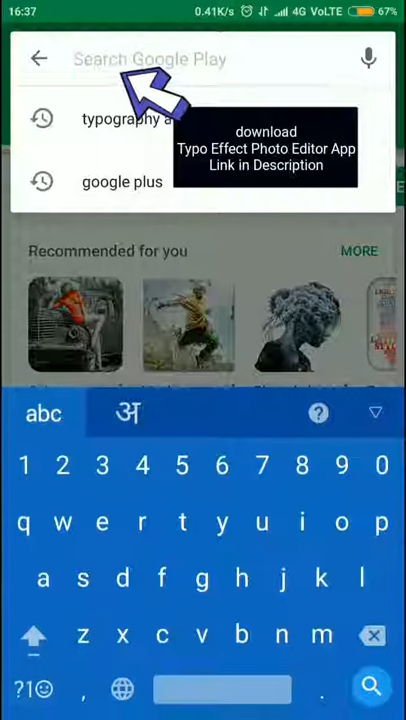 16:37 0.41K/s 4G VoLTE 67%
Search Google Play
typography a
download
Typo Effect Photo Editor App
Link in Description
google plus
Recommended for you MORE
abc अ ?
1 2 3 4 5 6 7 8 9 0
q w e r t y u i o p
a s d f g h j k l
z x c v b n m
?1☺ , .